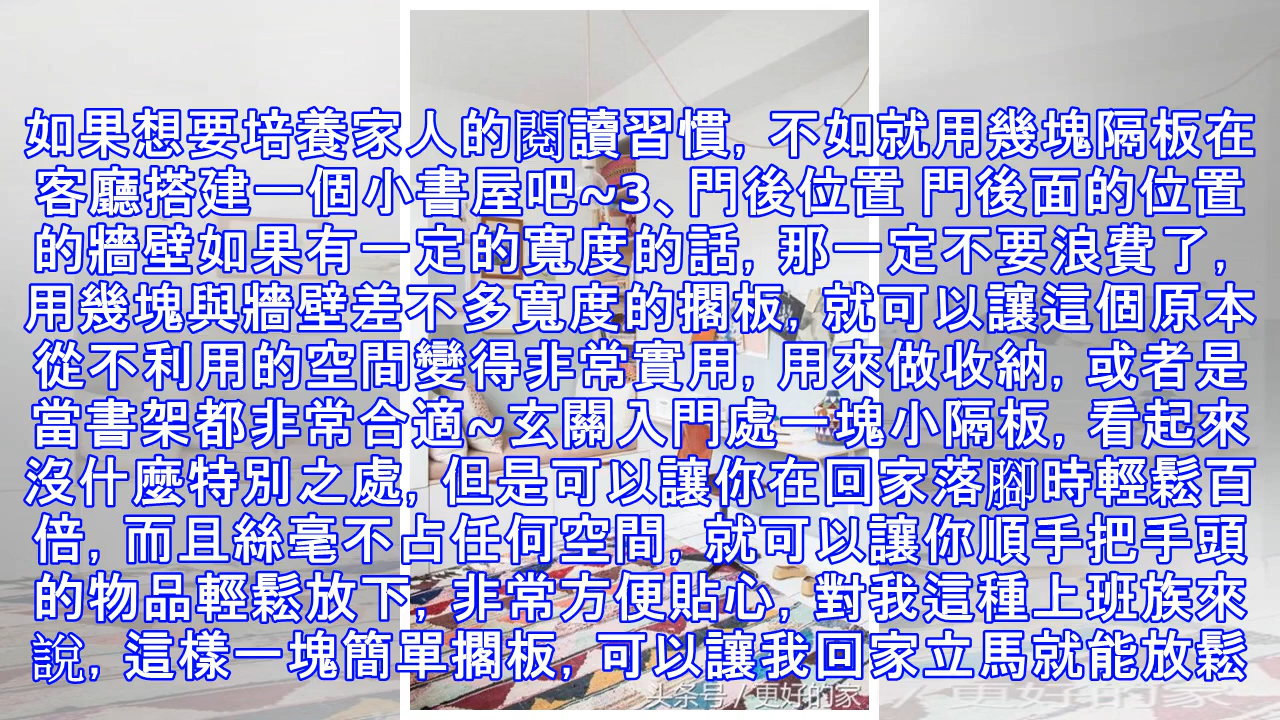 如果想要培養家人的閱讀習慣, 不如就用幾塊隔板在
客廳搭建一個小書屋吧~3、門後位置 門後面的位置
的牆壁如果有一定的寬度的話, 那一定不要浪費了,
用幾塊與牆壁差不多寬度的擱板, 就可以讓這個原本
從不利用的空間變得非常實用, 用來做收納, 或者是
當書架都非常合適~玄關入門處一塊小隔板, 看起來
沒什麼特別之處, 但是可以讓你在回家落腳時輕鬆百
倍, 而且絲毫不占任何空間, 就可以讓你順手把手頭
的物品輕鬆放下, 非常方便貼心, 對我這種上班族來
說, 這樣一塊簡單擱板, 可以讓我回家立馬就能放鬆
头条号 / 更好的家
/ 更好的家